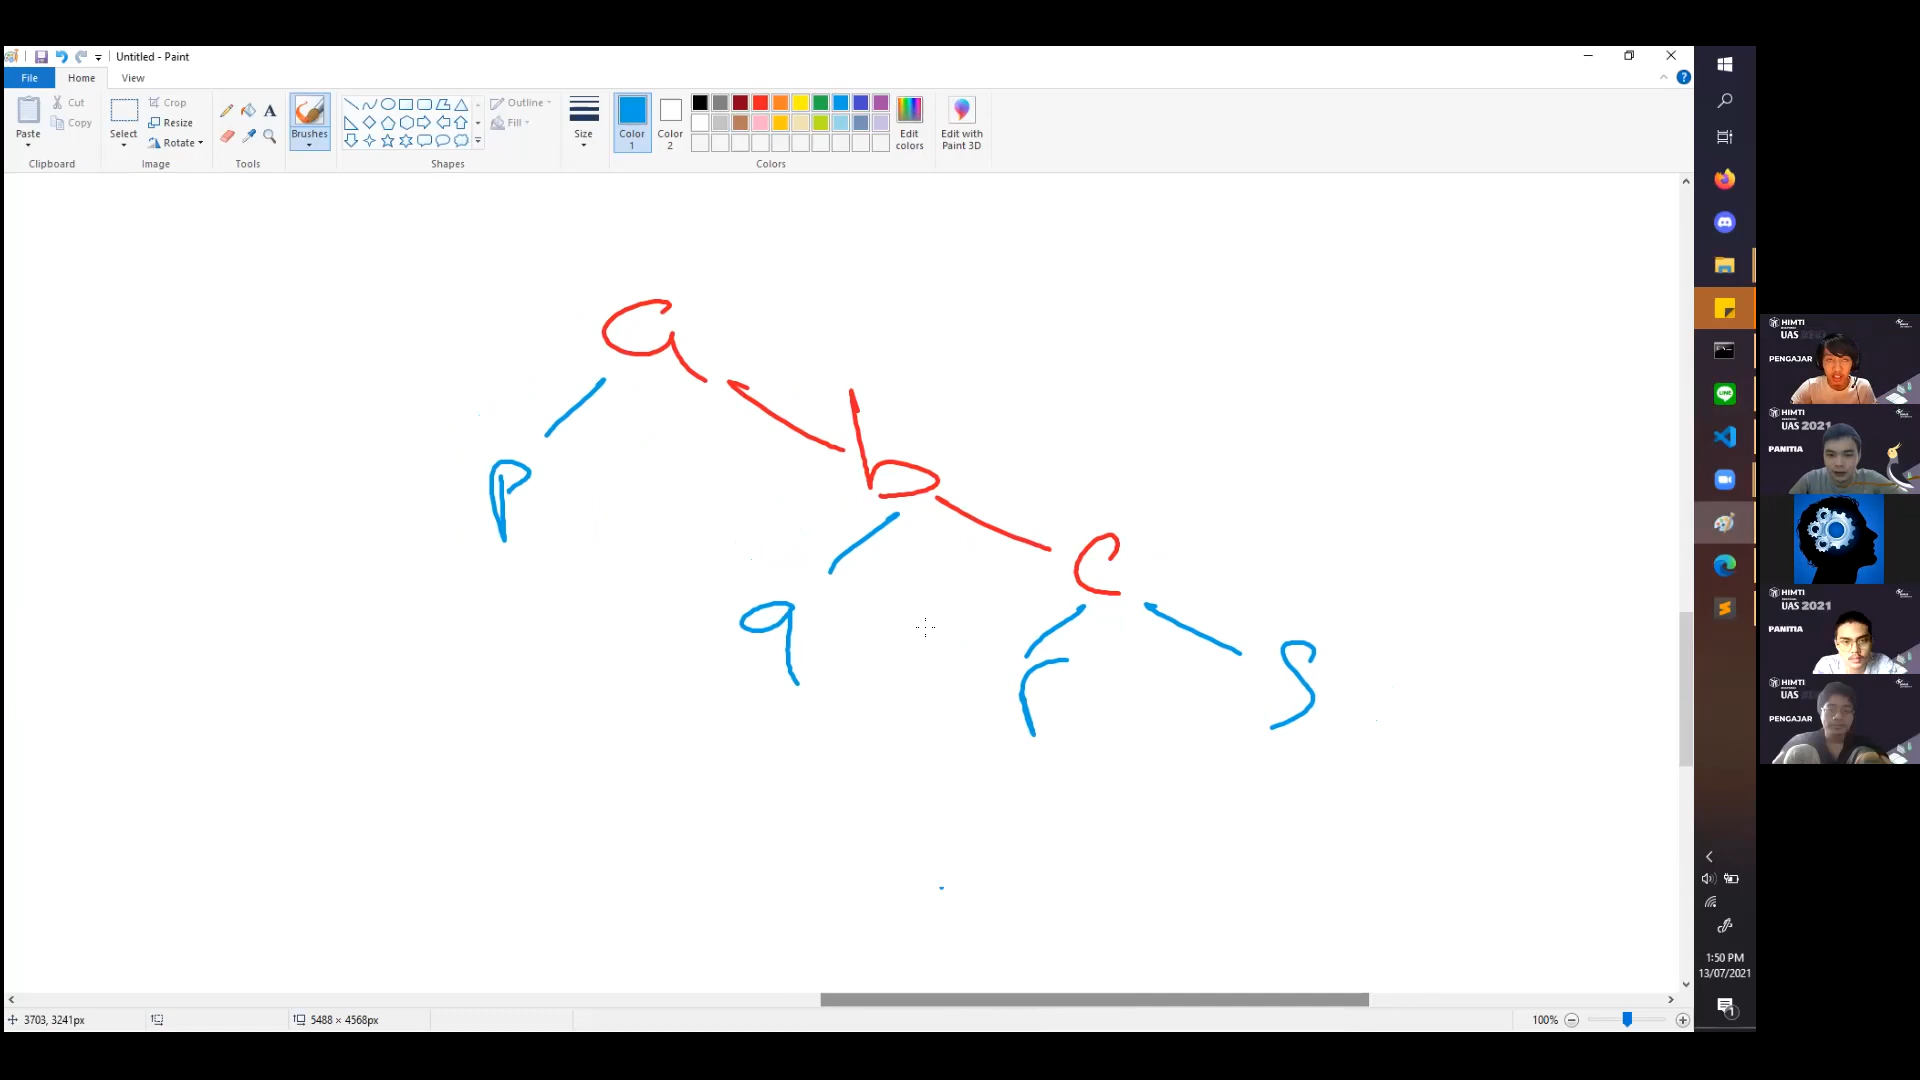 Untitled - Paint
File Home View
Paste
Cut
Copy
Clipboard
Select
Crop
Resize
Rotate
Image
A
Tools
Brushes
Outline
Fill
Shapes
Size
Color
1
Color
2
Edit
colors
Colors
Edit with
Paint 3D
a
b
p
c
q
r
s
HIMTI
UAS
PENGAJAR
HIMTI
UAS 2021
PANITIA
HIMTI
UAS 2021
PANITIA
HIMTI
UAS
PENGAJAR
LINE
1:50 PM
13/07/2021
1
3703, 3241px
5488 × 4568px
100%